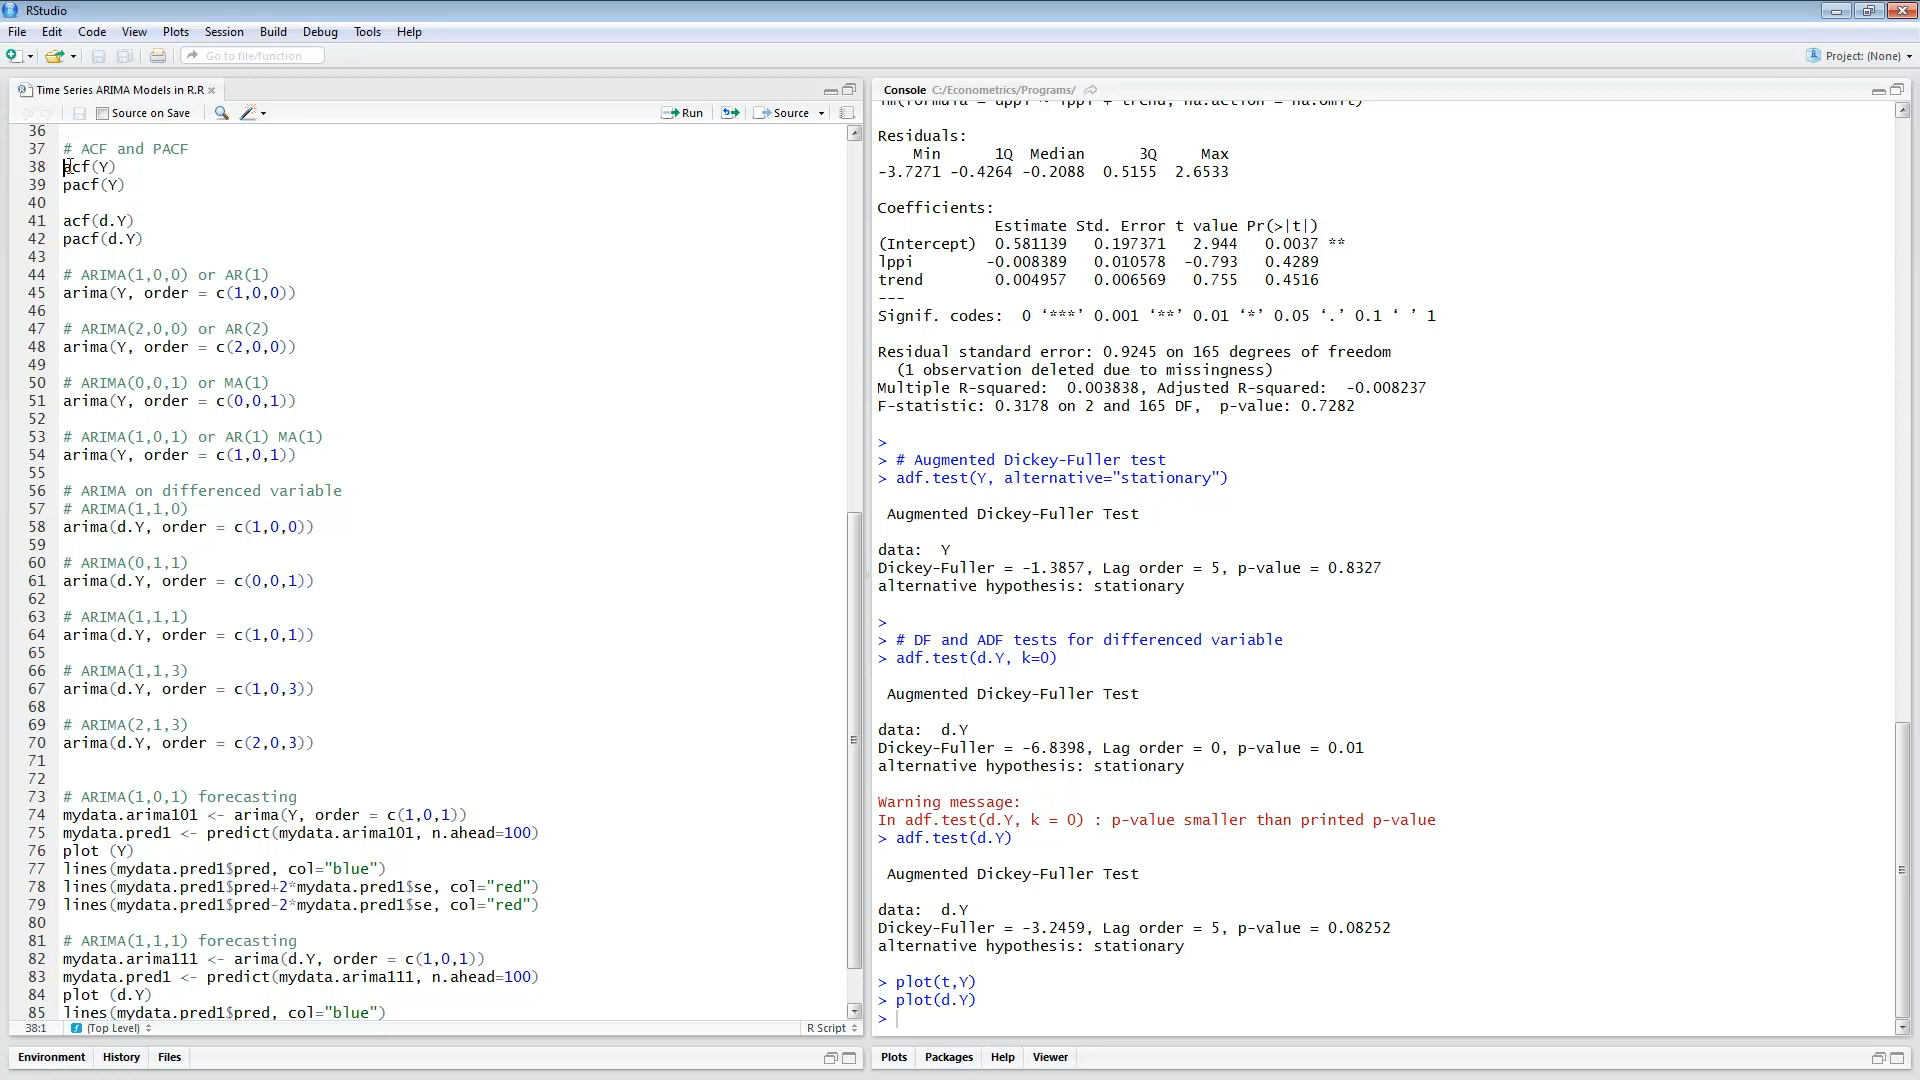 RStudio
File Edit Code View Plots Session Build Debug Tools Help
Go to file/function
Project: (None)
Time Series ARIMA Models in R.R
Source on Save
Run
Source
36
37 # ACF and PACF
38 acf(Y)
39 pacf(Y)
40
41 acf(d.Y)
42 pacf(d.Y)
43
44 # ARIMA(1,0,0) or AR(1)
45 arima(Y, order = c(1,0,0))
46
47 # ARIMA(2,0,0) or AR(2)
48 arima(Y, order = c(2,0,0))
49
50 # ARIMA(0,0,1) or MA(1)
51 arima(Y, order = c(0,0,1))
52
53 # ARIMA(1,0,1) or AR(1) MA(1)
54 arima(Y, order = c(1,0,1))
55
56 # ARIMA on differenced variable
57 # ARIMA(1,1,0)
58 arima(d.Y, order = c(1,0,0))
59
60 # ARIMA(0,1,1)
61 arima(d.Y, order = c(0,0,1))
62
63 # ARIMA(1,1,1)
64 arima(d.Y, order = c(1,0,1))
65
66 # ARIMA(1,1,3)
67 arima(d.Y, order = c(1,0,3))
68
69 # ARIMA(2,1,3)
70 arima(d.Y, order = c(2,0,3))
71
72
73 # ARIMA(1,0,1) forecasting
74 mydata.arima101 <- arima(Y, order = c(1,0,1))
75 mydata.pred1 <- predict(mydata.arima101, n.ahead=100)
76 plot (Y)
77 lines(mydata.pred1$pred, col="blue")
78 lines(mydata.pred1$pred+2*mydata.pred1$se, col="red")
79 lines(mydata.pred1$pred-2*mydata.pred1$se, col="red")
80
81 # ARIMA(1,1,1) forecasting
82 mydata.arima111 <- arima(d.Y, order = c(1,0,1))
83 mydata.pred1 <- predict(mydata.arima111, n.ahead=100)
84 plot (d.Y)
85 lines(mydata.pred1$pred, col="blue")
38:1 (Top Level) R Script
Environment History Files
Console C:/Econometrics/Programs/
lm(formula = dppi ~ lppi + trend, na.action = na.omit)
Residuals:
Min 1Q Median 3Q Max
-3.7271 -0.4264 -0.2088 0.5155 2.6533
Coefficients:
Estimate Std. Error t value Pr(>|t|)
(Intercept) 0.581139 0.197371 2.944 0.0037 **
lppi -0.008389 0.010578 -0.793 0.4289
trend 0.004957 0.006569 0.755 0.4516
---
Signif. codes: 0 ‘***’ 0.001 ‘**’ 0.01 ‘*’ 0.05 ‘.’ 0.1 ‘ ’ 1
Residual standard error: 0.9245 on 165 degrees of freedom
(1 observation deleted due to missingness)
Multiple R-squared: 0.003838, Adjusted R-squared: -0.008237
F-statistic: 0.3178 on 2 and 165 DF, p-value: 0.7282
>
> # Augmented Dickey-Fuller test
> adf.test(Y, alternative="stationary")
Augmented Dickey-Fuller Test
data: Y
Dickey-Fuller = -1.3857, Lag order = 5, p-value = 0.8327
alternative hypothesis: stationary
>
> # DF and ADF tests for differenced variable
> adf.test(d.Y, k=0)
Augmented Dickey-Fuller Test
data: d.Y
Dickey-Fuller = -6.8398, Lag order = 0, p-value = 0.01
alternative hypothesis: stationary
Warning message:
In adf.test(d.Y, k = 0) : p-value smaller than printed p-value
> adf.test(d.Y)
Augmented Dickey-Fuller Test
data: d.Y
Dickey-Fuller = -3.2459, Lag order = 5, p-value = 0.08252
alternative hypothesis: stationary
> plot(t,Y)
> plot(d.Y)
>
Plots Packages Help Viewer